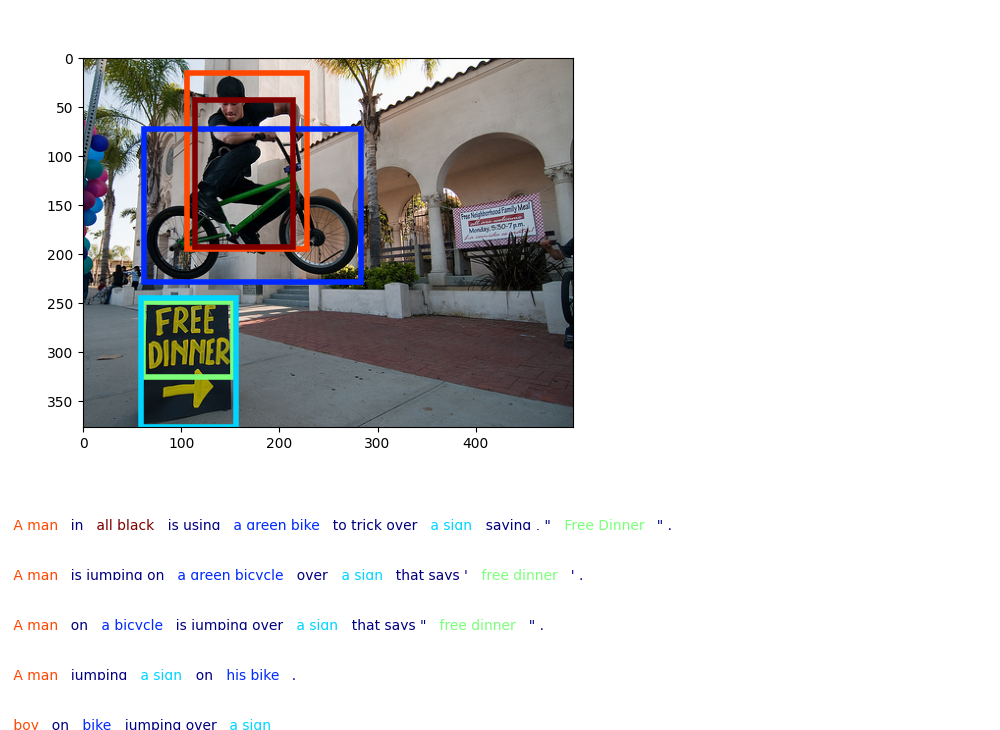 0
50
100
150
200
250
300
350
0 100 200 300 400
Free Neighborhood Family Meal
all are welcome
Monday, 5:30-7 p.m.
FREE
DINNER
A man in all black is using a green bike to trick over a sign saying . " Free Dinner " .
A man is jumping on a green bicycle over a sign that says ' free dinner ' .
A man on a bicycle is jumping over a sign that says " free dinner " .
A man jumping a sign on his bike .
boy on bike jumping over a sign